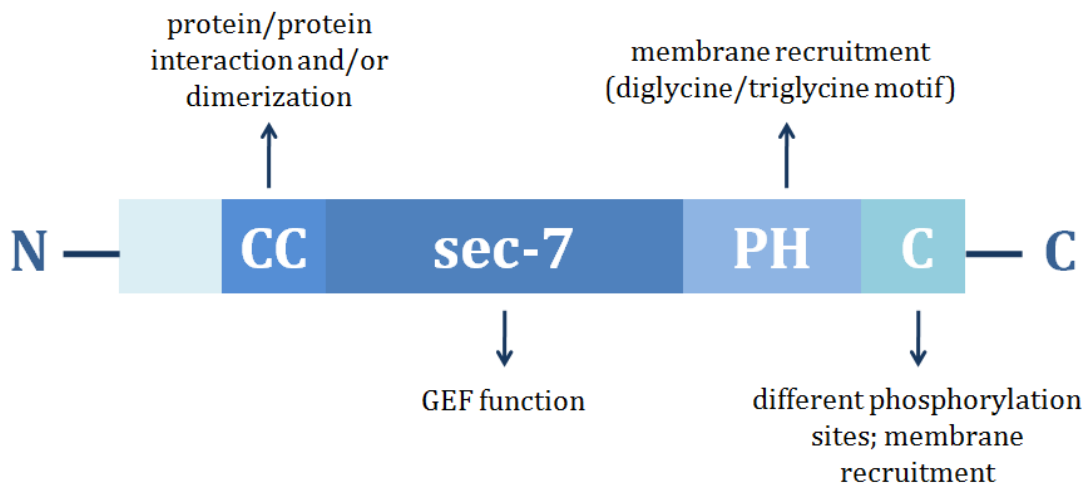 protein/protein
interaction and/or
dimerization
membrane recruitment
(diglycine/triglycine motif)
N
CC
sec-7
PH
C
C
GEF function
different phosphorylation
sites; membrane
recruitment